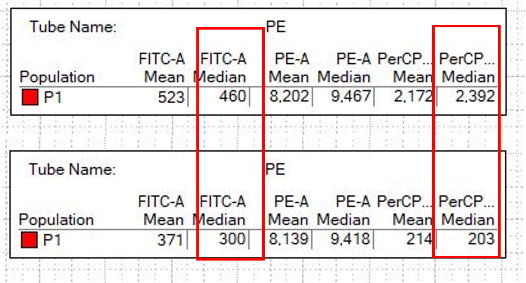 Tube Name: PE
FITC-A FITC-A PE-A PE-A PerCP... PerCP...
Population Mean Median Mean Median Mean Median
P1 523 460 8,202 9,467 2,172 2,392
Tube Name: PE
FITC-A FITC-A PE-A PE-A PerCP... PerCP...
Population Mean Median Mean Median Mean Median
P1 371 300 8,139 9,418 214 203